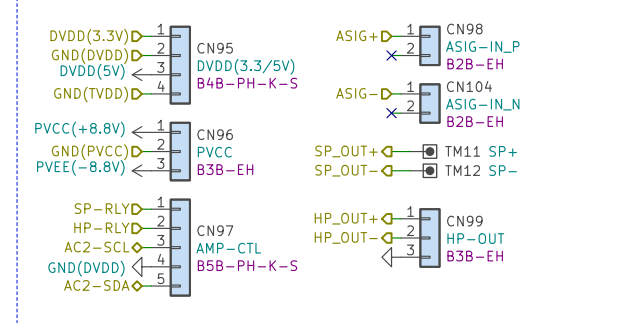 DVDD(3.3V) 1
GND(DVDD) 2
DVDD(5V) 3
GND(TVDD) 4
CN95
DVDD(3.3/5V)
B4B-PH-K-S
PVCC(+8.8V) 1
GND(PVCC) 2
PVEE(-8.8V) 3
CN96
PVCC
B3B-EH
SP-RLY 1
HP-RLY 2
AC2-SCL 3
GND(DVDD) 4
AC2-SDA 5
CN97
AMP-CTL
B5B-PH-K-S
ASIG+ 1
2
CN98
ASIG-IN_P
B2B-EH
ASIG- 1
2
CN104
ASIG-IN_N
B2B-EH
SP_OUT+ TM11 SP+
SP_OUT- TM12 SP-
HP_OUT+ 1
HP_OUT- 2
3
CN99
HP-OUT
B3B-EH